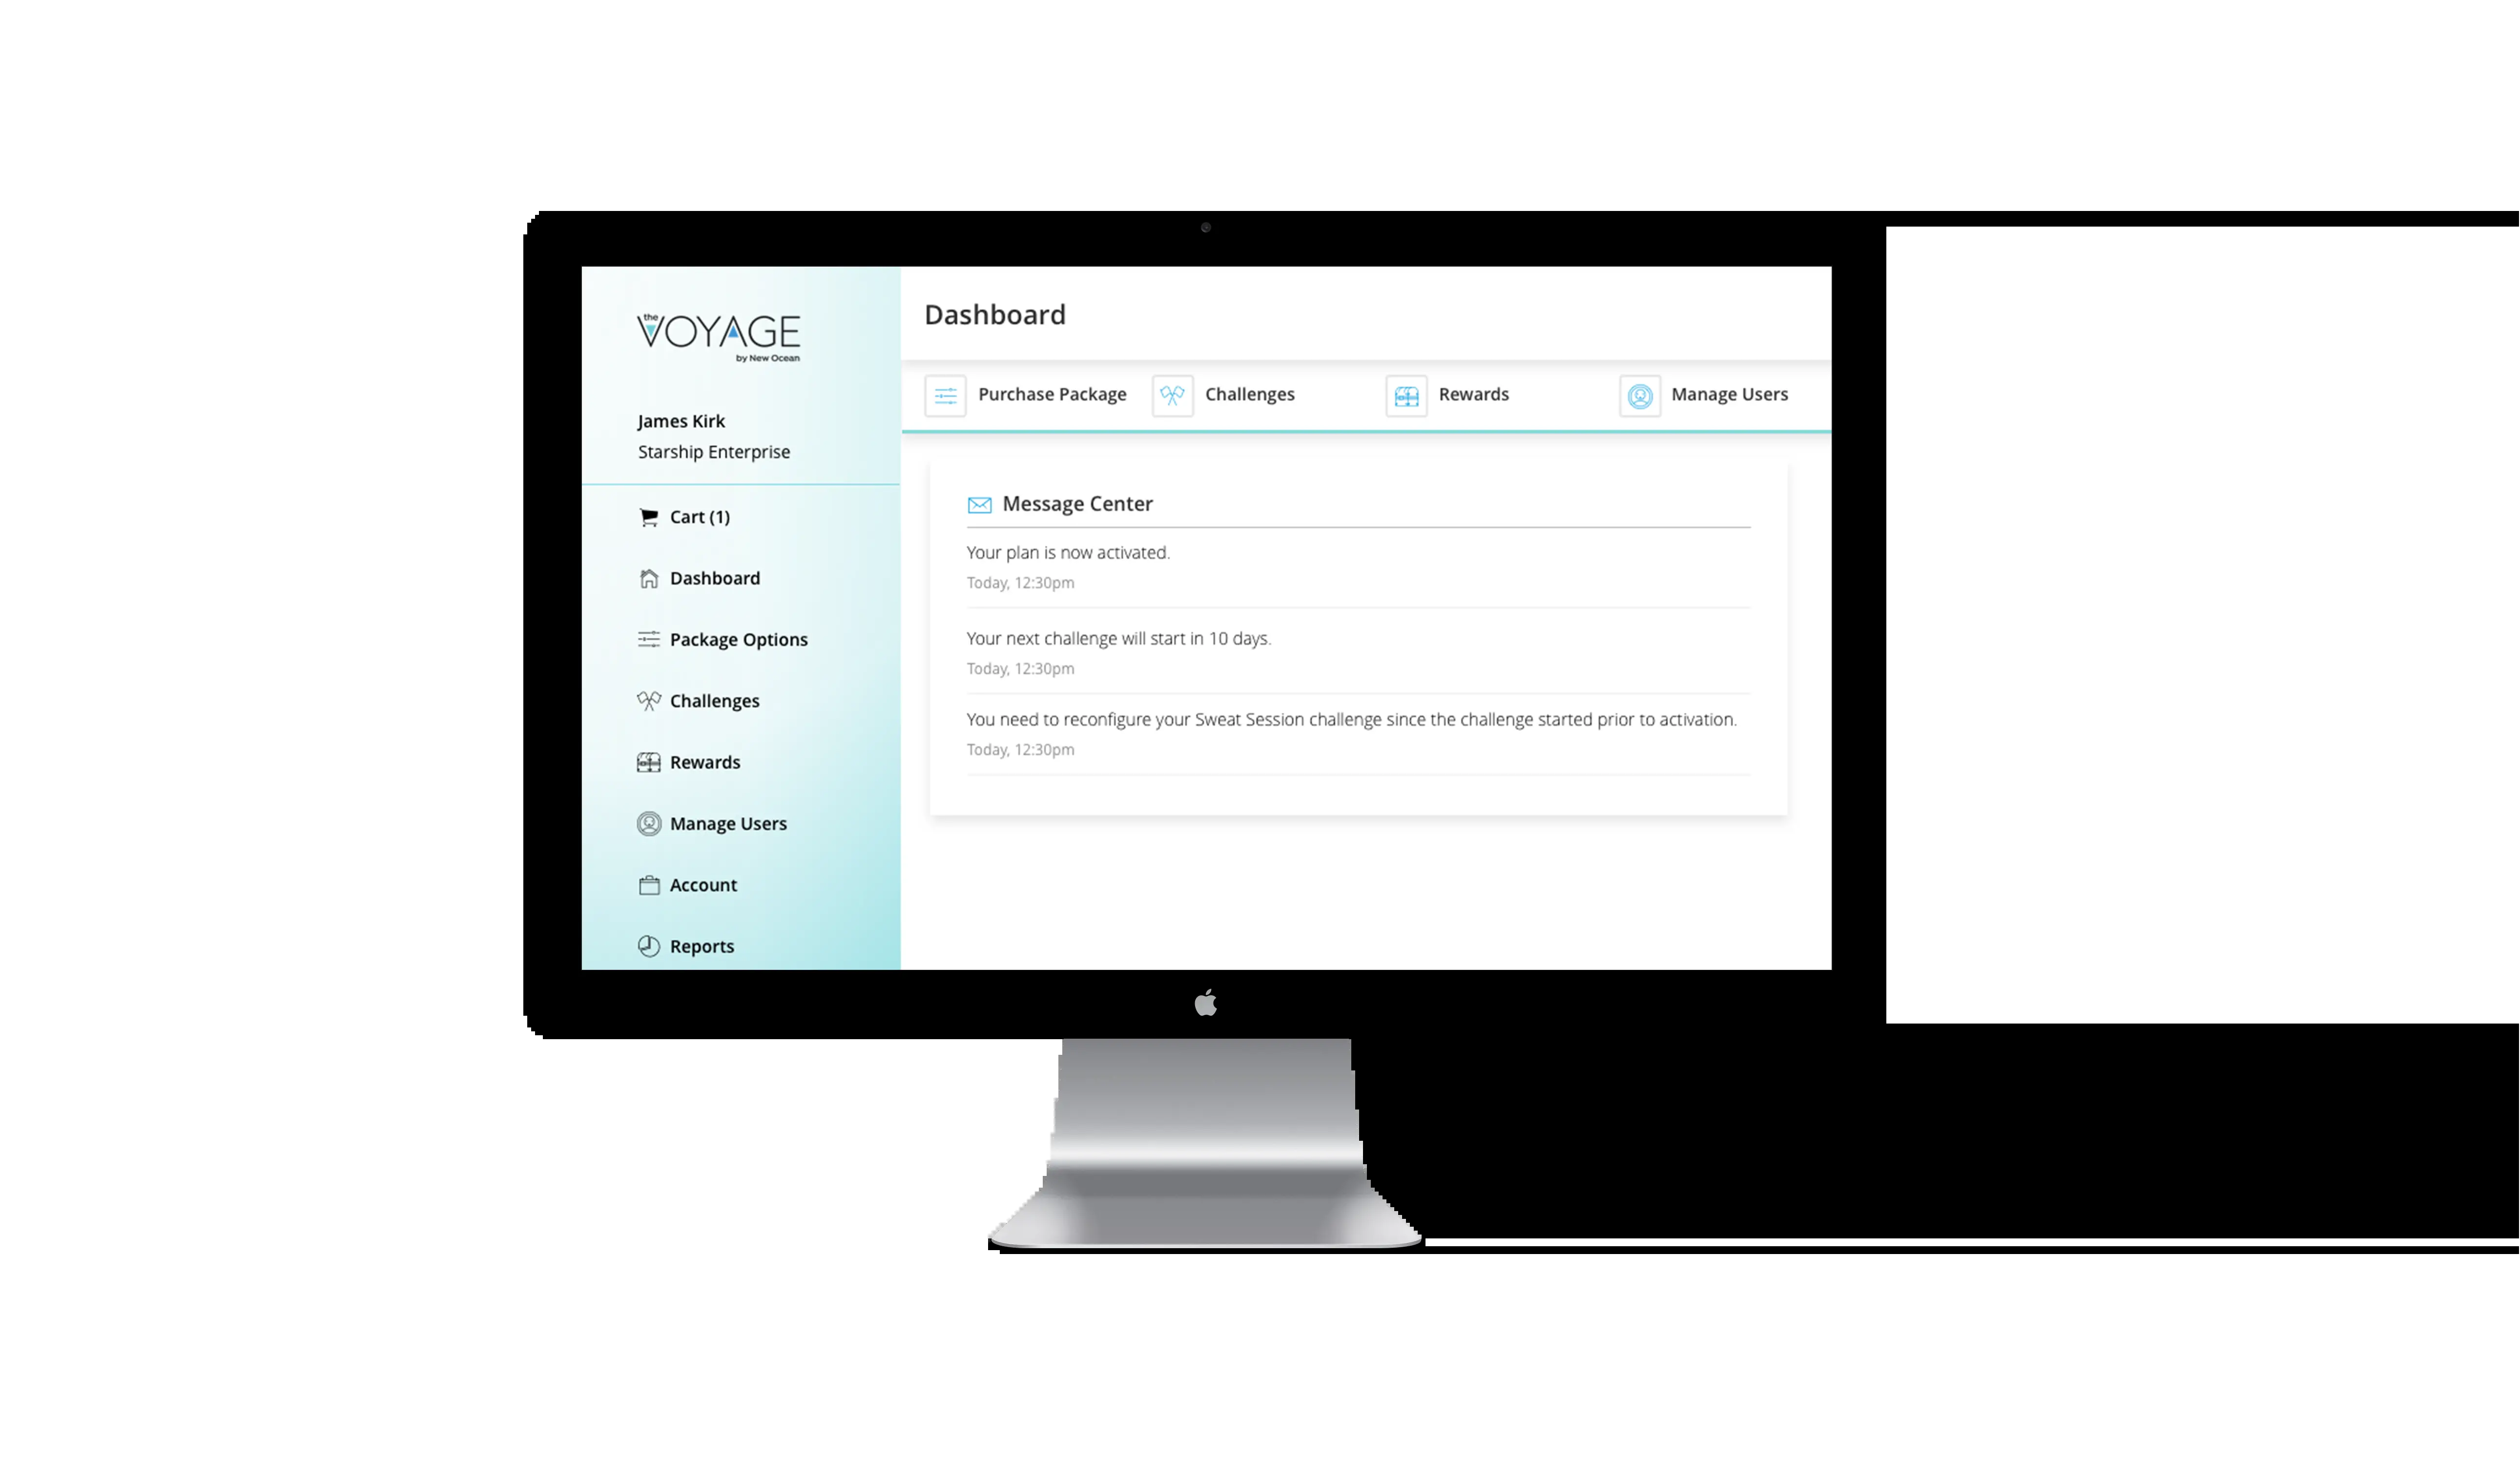 the
VOYAGE
by New Ocean
James Kirk
Starship Enterprise
Cart (1)
Dashboard
Package Options
Challenges
Rewards
Manage Users
Account
Reports
Dashboard
Purchase Package
Challenges
Rewards
Manage Users
Message Center
Your plan is now activated.
Today, 12:30pm
Your next challenge will start in 10 days.
Today, 12:30pm
You need to reconfigure your Sweat Session challenge since the challenge started prior to activation.
Today, 12:30pm